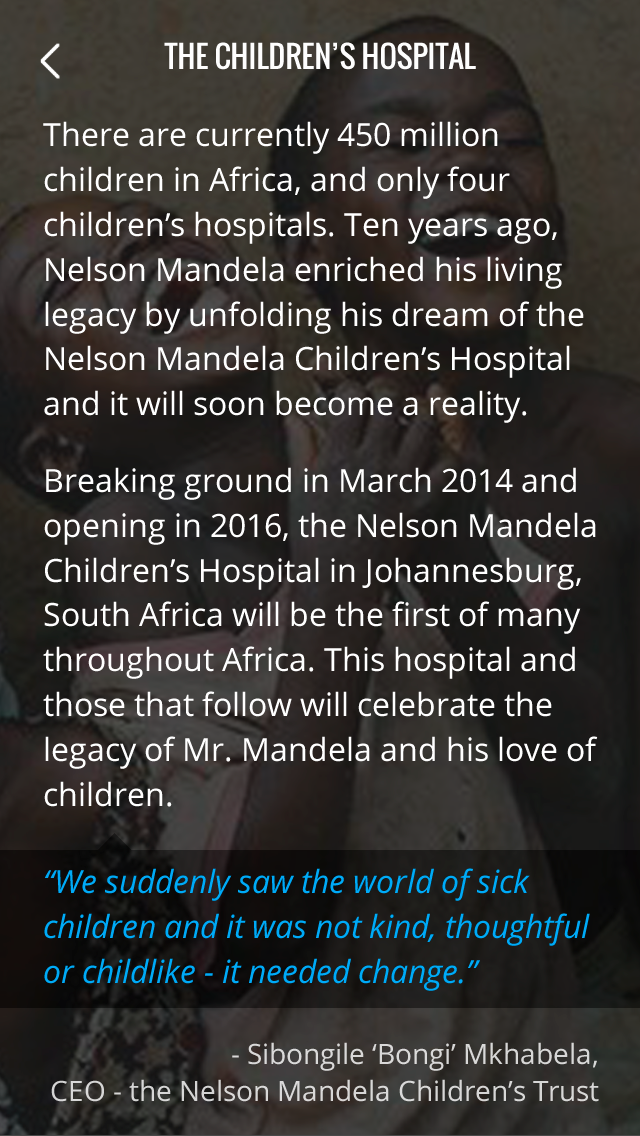 THE CHILDREN’S HOSPITAL
There are currently 450 million
children in Africa, and only four
children’s hospitals. Ten years ago,
Nelson Mandela enriched his living
legacy by unfolding his dream of the
Nelson Mandela Children’s Hospital
and it will soon become a reality.
Breaking ground in March 2014 and
opening in 2016, the Nelson Mandela
Children’s Hospital in Johannesburg,
South Africa will be the first of many
throughout Africa. This hospital and
those that follow will celebrate the
legacy of Mr. Mandela and his love of
children.
“We suddenly saw the world of sick
children and it was not kind, thoughtful
or childlike - it needed change.”
- Sibongile ‘Bongi’ Mkhabela,
CEO - the Nelson Mandela Children’s Trust